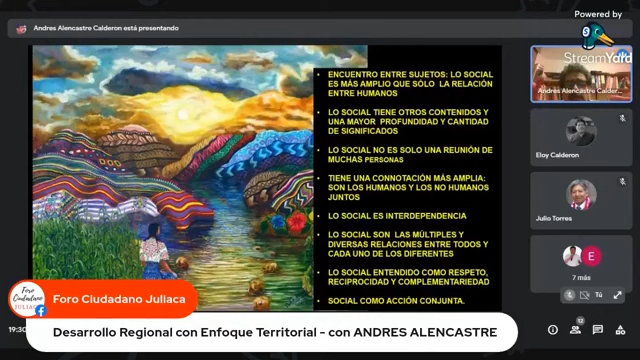 Andres Alencastre Calderon está presentando
Powered by
StreamYard
ENCUENTRO ENTRE SUJETOS: LO SOCIAL
ES MÁS AMPLIO QUE SÓLO LA RELACIÓN
ENTRE HUMANOS
LO SOCIAL TIENE OTROS CONTENIDOS Y
UNA MAYOR PROFUNDIDAD Y CANTIDAD
DE SIGNIFICADOS
LO SOCIAL NO ES SOLO UNA REUNIÓN DE
MUCHAS PERSONAS
TIENE UNA CONNOTACIÓN MÁS AMPLIA:
SON LOS HUMANOS Y LOS NO HUMANOS
JUNTOS
LO SOCIAL ES INTERDEPENDENCIA
LO SOCIAL SON LAS MÚLTIPLES Y
DIVERSAS RELACIONES ENTRE TODOS Y
CADA UNO DE LOS DIFERENTES
LO SOCIAL ENTENDIDO COMO RESPETO,
RECIPROCIDAD Y COMPLEMENTARIEDAD
SOCIAL COMO ACCIÓN CONJUNTA.
Andres Alencastre Calder...
Eloy Calderon
Julio Torres
E
7 más
Tú
12
Foro
Ciudadano
JULIACA
Foro Ciudadano Juliaca
19:30
Desarrollo Regional con Enfoque Territorial - con ANDRES ALENCASTRE